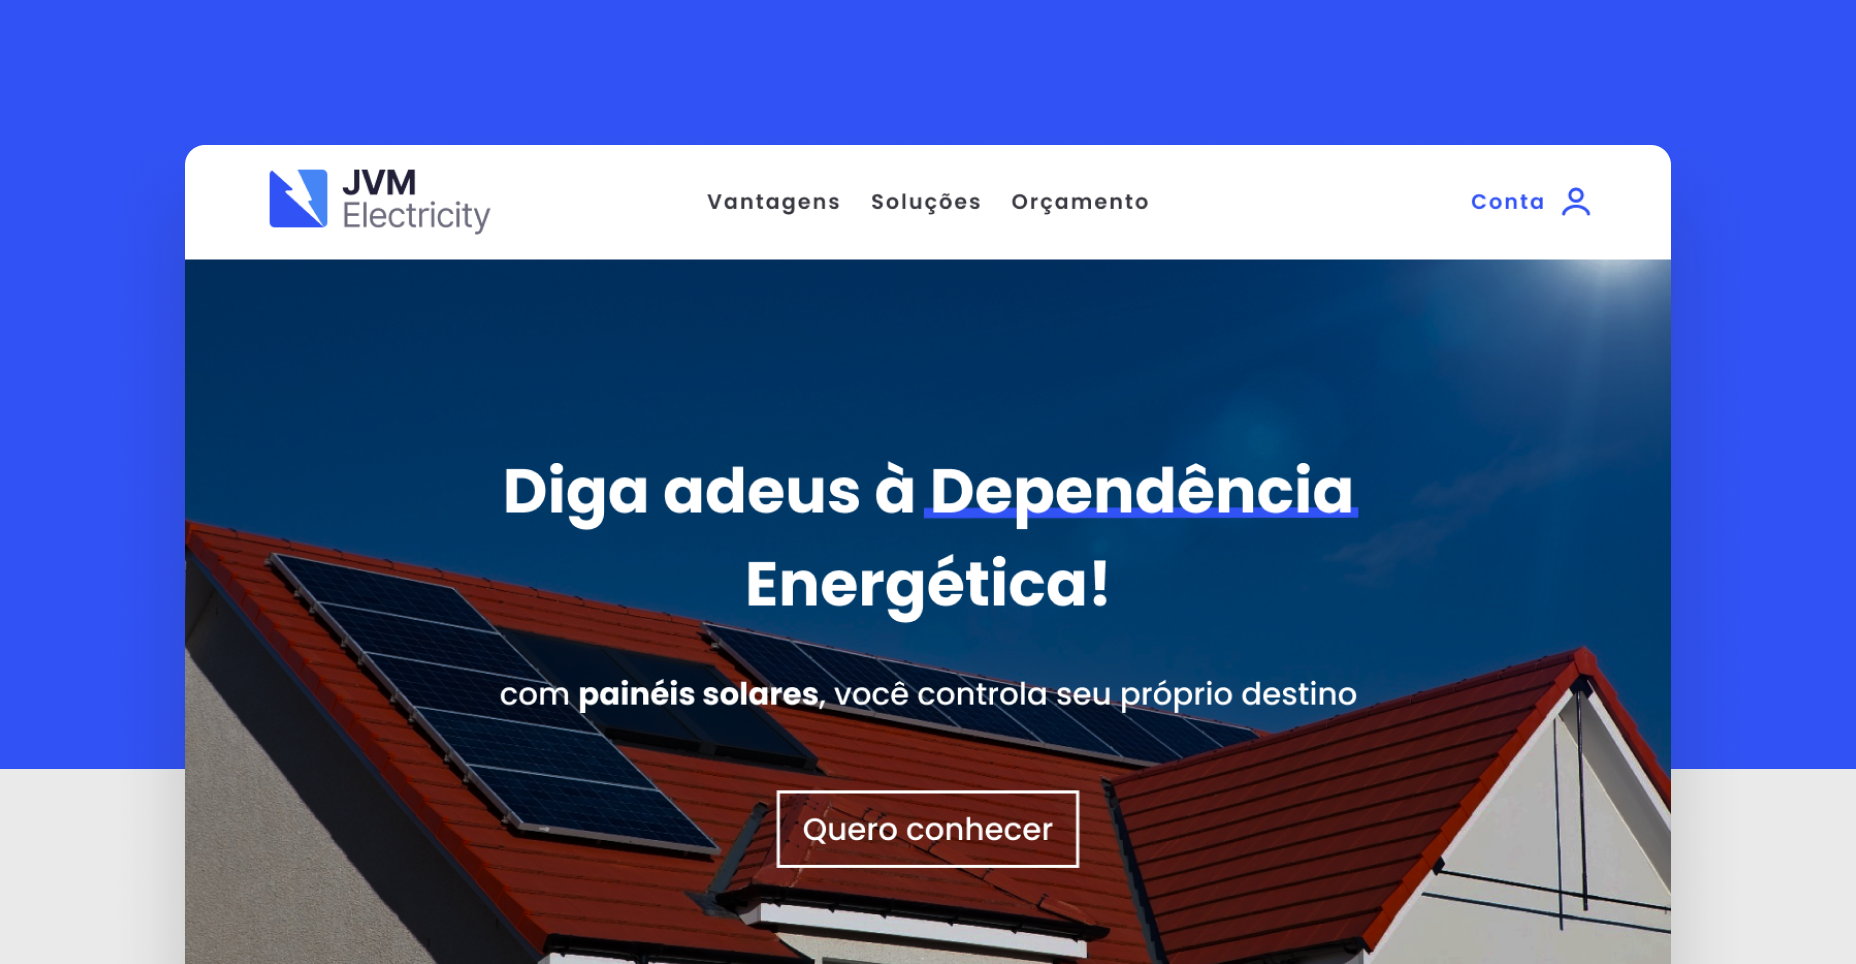 JVM
Electricity
Vantagens Soluções Orçamento
Conta
Diga adeus à Dependência
Energética!
com painéis solares, você controla seu próprio destino
Quero conhecer